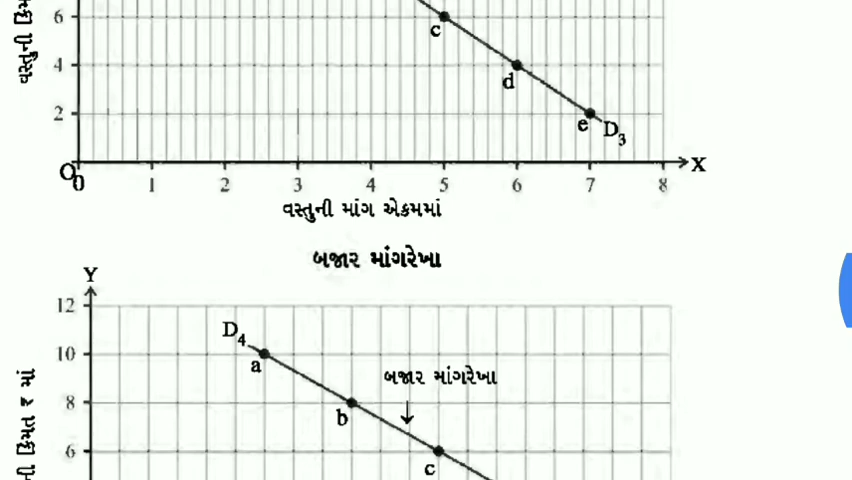 6
c
4
d
2
e D3
O
0 1 2 3 4 5 6 7 8 X
વસ્તુની માંગ એકમમાં
બજાર માંગરેખા
Y
12
D4
10
a
બજાર માંગરેખા
8
b
6
c
કિંમત ₹ માં
વસ્તુની